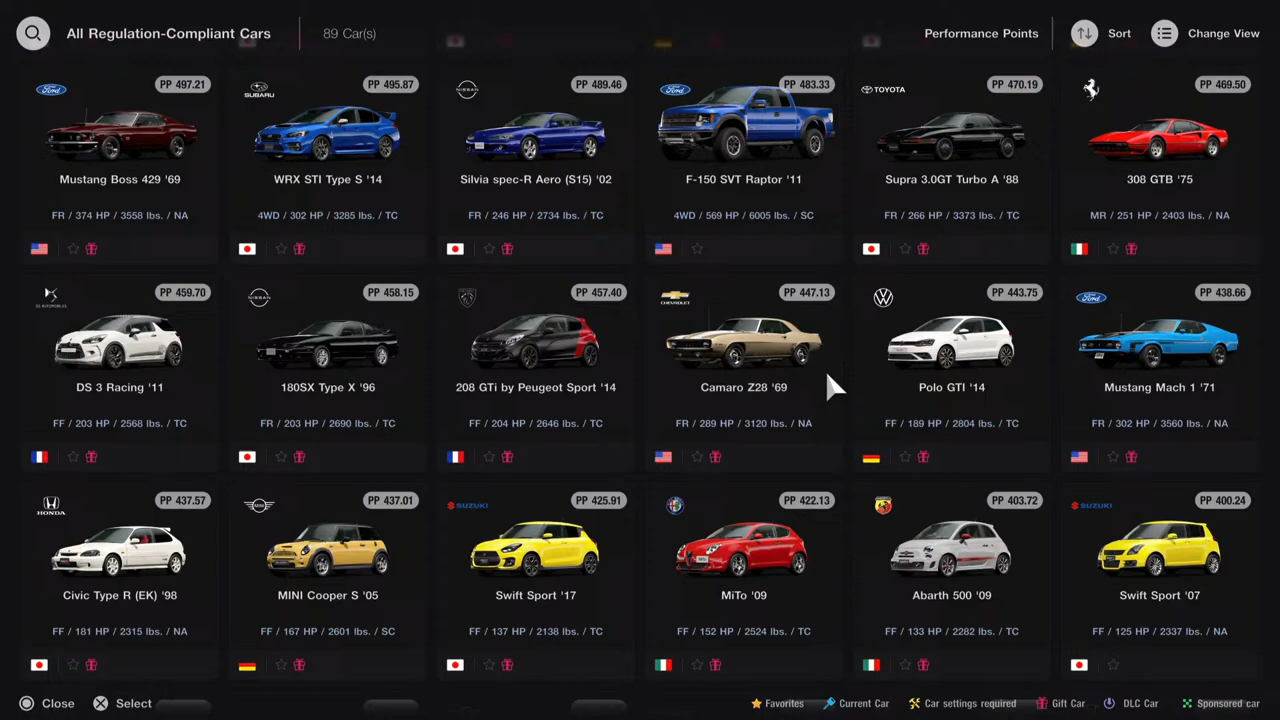 All Regulation-Compliant Cars 89 Car(s) Performance Points Sort Change View
Ford PP 497.21
Mustang Boss 429 '69
FR / 374 HP / 3558 lbs. / NA
SUBARU PP 495.87
WRX STI Type S '14
4WD / 302 HP / 3285 lbs. / TC
NISSAN PP 489.46
Silvia spec-R Aero (S15) '02
FR / 246 HP / 2734 lbs. / TC
Ford PP 483.33
F-150 SVT Raptor '11
4WD / 569 HP / 6005 lbs. / SC
TOYOTA PP 470.19
Supra 3.0GT Turbo A '88
FR / 266 HP / 3373 lbs. / TC
PP 469.50
308 GTB '75
MR / 251 HP / 2403 lbs. / NA
DS AUTOMOBILES PP 459.70
DS 3 Racing '11
FF / 203 HP / 2568 lbs. / TC
NISSAN PP 458.15
180SX Type X '96
FR / 203 HP / 2690 lbs. / TC
PP 457.40
208 GTi by Peugeot Sport '14
FF / 204 HP / 2646 lbs. / TC
CHEVROLET PP 447.13
Camaro Z28 '69
FR / 289 HP / 3120 lbs. / NA
PP 443.75
Polo GTI '14
FF / 189 HP / 2804 lbs. / TC
Ford PP 438.66
Mustang Mach 1 '71
FR / 302 HP / 3560 lbs. / NA
HONDA PP 437.57
Civic Type R (EK) '98
FF / 181 HP / 2315 lbs. / NA
MINI PP 437.01
MINI Cooper S '05
FF / 167 HP / 2601 lbs. / SC
SUZUKI PP 425.91
Swift Sport '17
FF / 137 HP / 2138 lbs. / TC
PP 422.13
MiTo '09
FF / 152 HP / 2524 lbs. / TC
PP 403.72
Abarth 500 '09
FF / 133 HP / 2282 lbs. / TC
SUZUKI PP 400.24
Swift Sport '07
FF / 125 HP / 2337 lbs. / NA
Close Select Favorites Current Car Car settings required Gift Car DLC Car Sponsored car